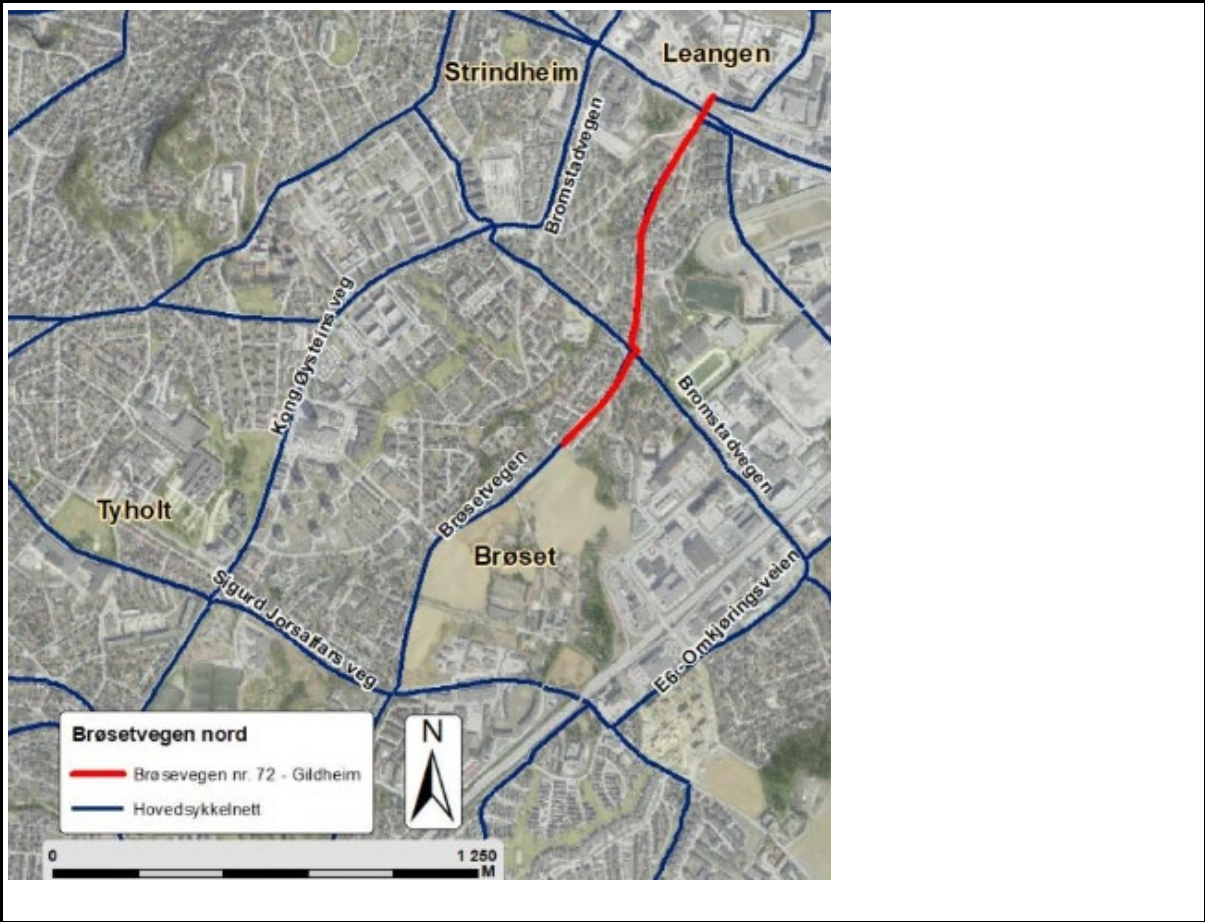 Leangen
Strindheim
Bromstadvegen
Kong Øysteins veg
Bromstadvegen
Brøsetvegen
Tyholt
Brøset
Sigurd Jorsalfars veg
E6 - Omkjøringsveien
Brøsetvegen nord
Brøsevegen nr. 72 - Gildheim
Hovedsykkelnett
N
0 1 250
M